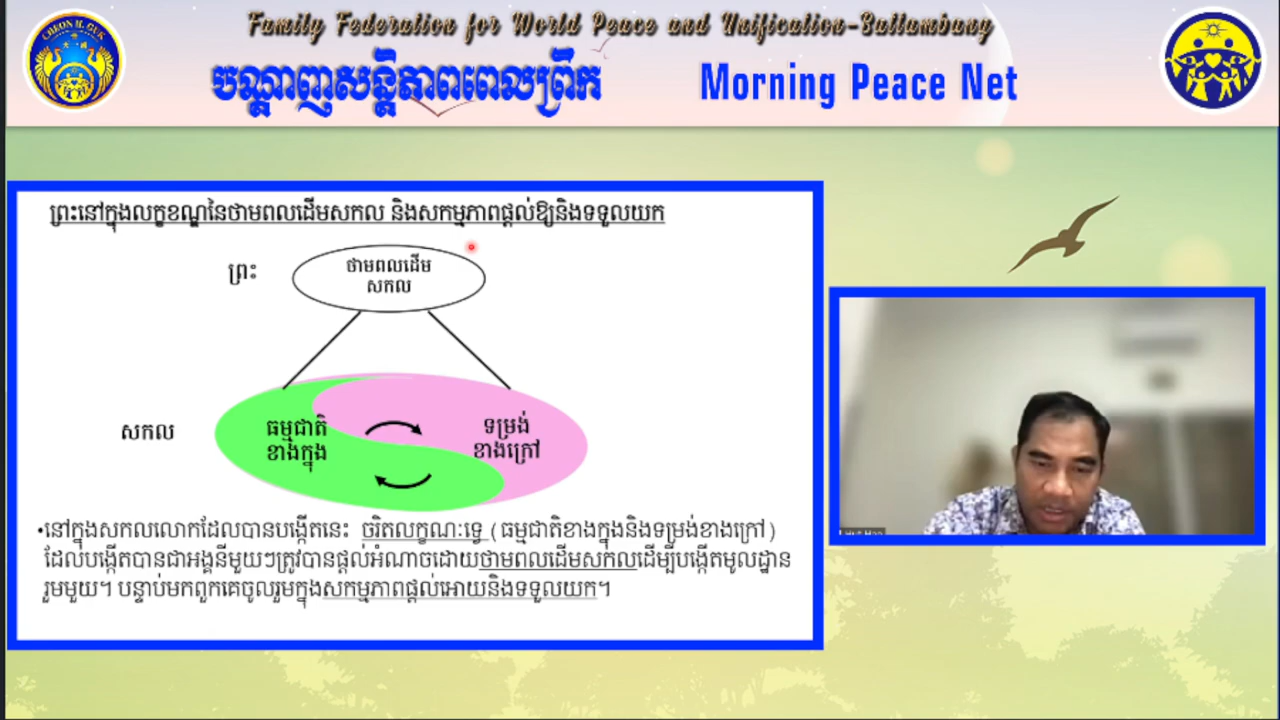 Family Federation for World Peace and Unification-Battambang
បណ្តាញសន្តិភាពពេលព្រឹក Morning Peace Net
CHEON IL GUK
ព្រះនៅក្នុងលក្ខខណ្ឌនៃថាមពលដើមសកល និងសកម្មភាពផ្តល់ឱ្យនិងទទួលយក
ព្រះ
ថាមពលដើម
សកល
សកល
ធម្មជាតិ
ខាងក្នុង
ទម្រង់
ខាងក្រៅ
•នៅក្នុងសកលលោកដែលបានបង្កើតនេះ ចរិតលក្ខណៈទ្វេ (ធម្មជាតិខាងក្នុងនិងទម្រង់ខាងក្រៅ)
ដែលបង្កើតបានជាអង្គនីមួយៗត្រូវបានផ្តល់អំណាចដោយថាមពលដើមសកលដើម្បីបង្កើតមូលដ្ឋាន
រួមមួយ។ បន្ទាប់មកពួកគេចូលរួមក្នុងសកម្មភាពផ្តល់អោយនិងទទួលយក។